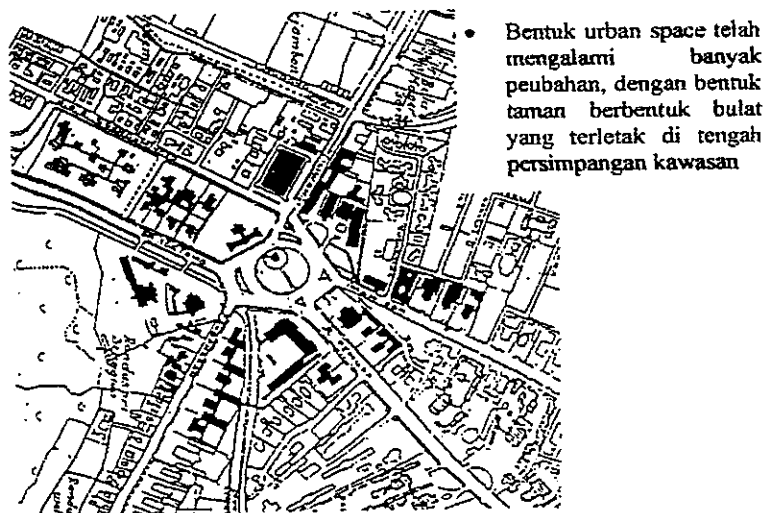 • Bentuk urban space telah
mengalami banyak
peubahan, dengan bentuk
taman berbentuk bulat
yang terletak di tengah
persimpangan kawasan